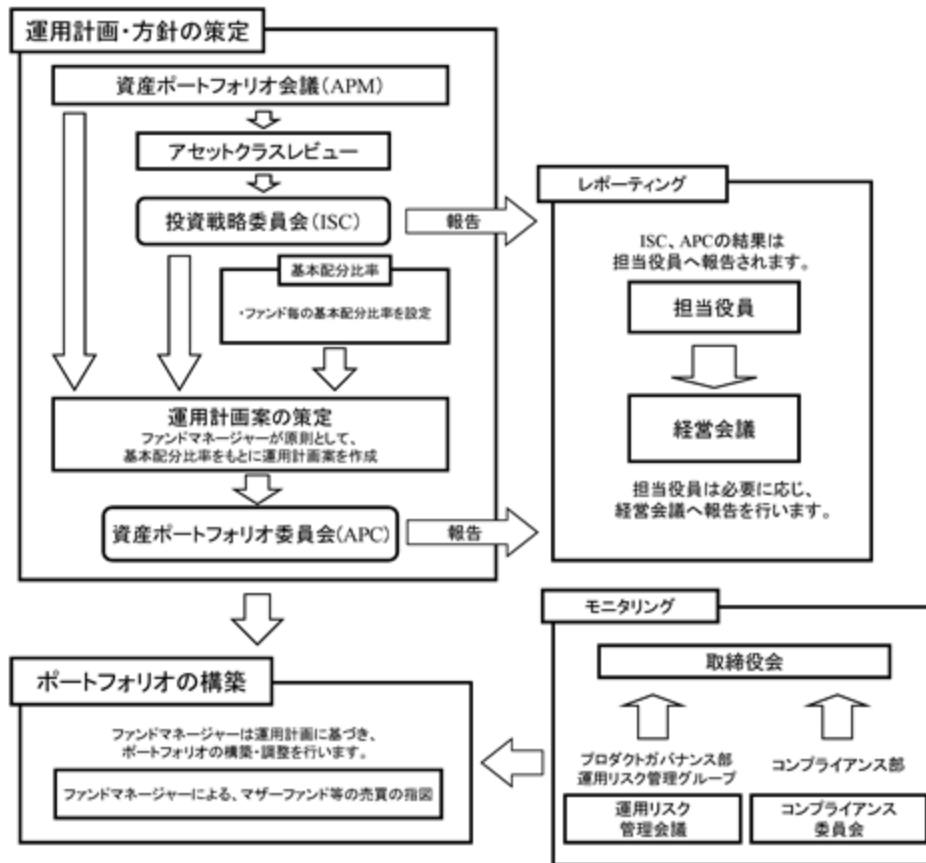 運用計画・方針の策定
資産ポートフォリオ会議(APM)
アセットクラスレビュー
投資戦略委員会(ISC)
報告
基本配分比率
・ファンド毎の基本配分比率を設定
運用計画案の策定
ファンドマネージャーが原則として、
基本配分比率をもとに運用計画案を作成
資産ポートフォリオ委員会(APC)
報告
レポーティング
ISC、APCの結果は
担当役員へ報告されます。
担当役員
経営会議
担当役員は必要に応じ、
経営会議へ報告を行います。
ポートフォリオの構築
ファンドマネージャーは運用計画に基づき、
ポートフォリオの構築・調整を行います。
ファンドマネージャーによる、マザーファンド等の売買の指図
モニタリング
取締役会
プロダクトガバナンス部
運用リスク管理グループ
コンプライアンス部
運用リスク
管理会議
コンプライアンス
委員会